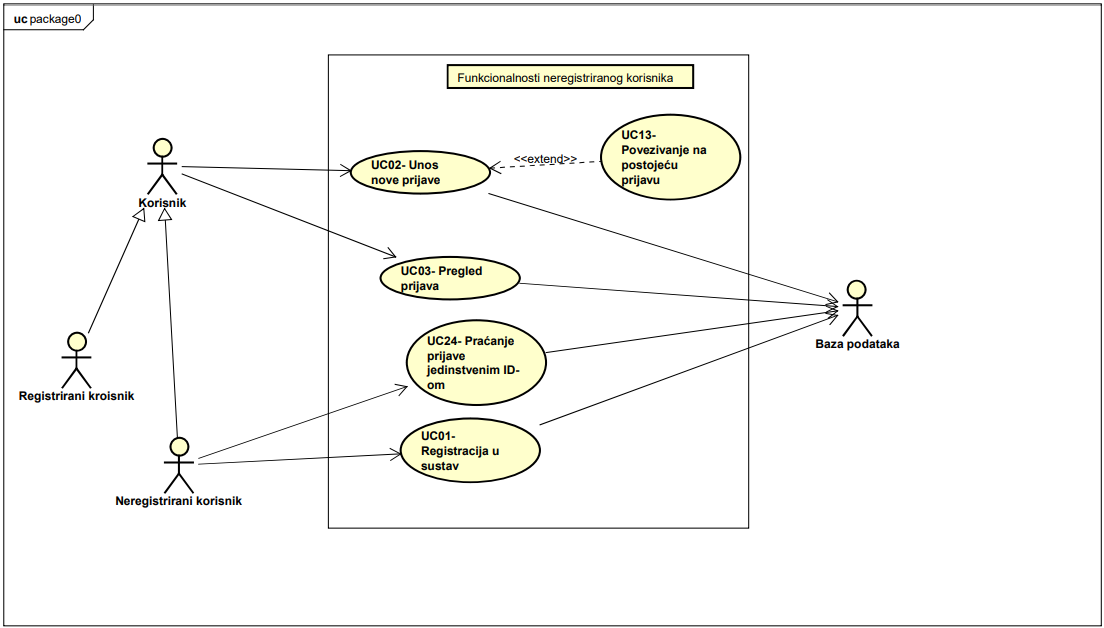 uc package0
Funkcionalnosti neregistriranog korisnika
UC13-
Povezivanje na
postojeću
prijavu
<<extend>>
UC02- Unos
nove prijave
Korisnik
UC03- Pregled
prijava
Baza podataka
UC24- Praćanje
prijave
jedinstvenim ID-
om
Registrirani kroisnik
UC01-
Registracija u
sustav
Neregistrirani korisnik